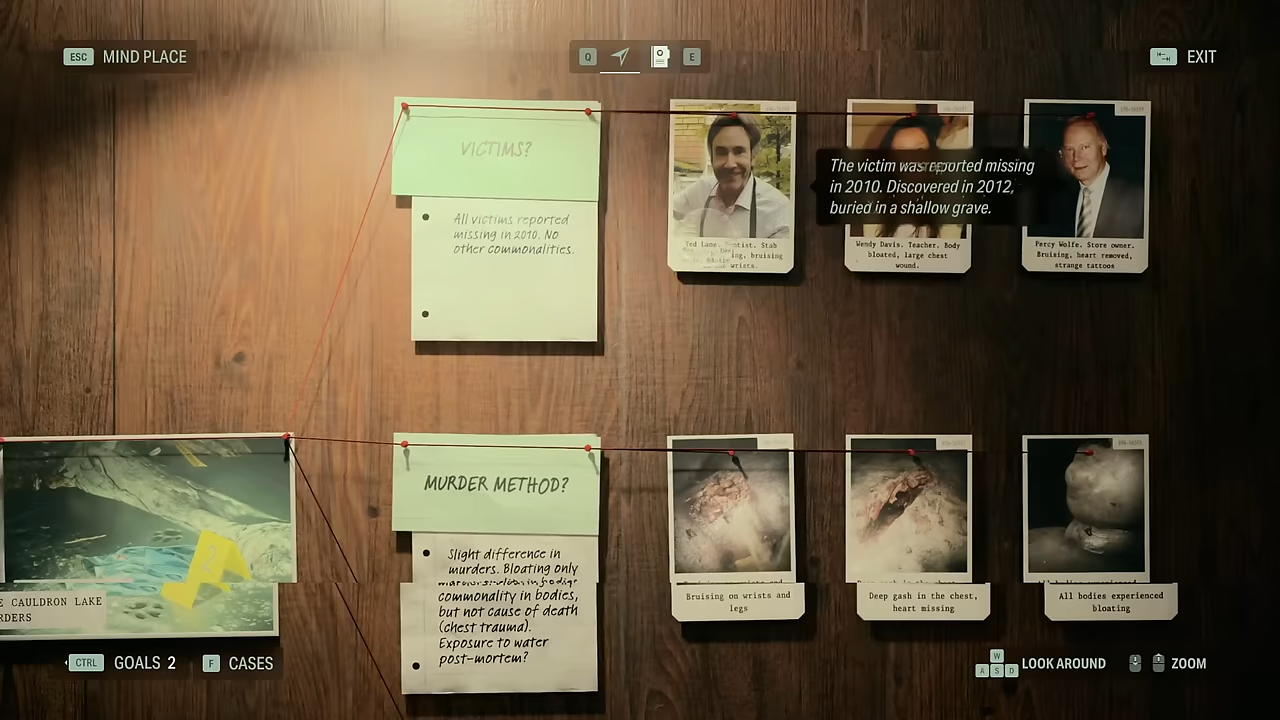 ESC MIND PLACE
Q
E
EXIT
VICTIMS?
All victims reported
missing in 2010. No
other commonalities.
The victim was reported missing
in 2010. Discovered in 2012,
buried in a shallow grave.
Ted Lane. Stab
bruising
wrists.
Wendy Davis. Teacher. Body
bloated, large chest
wound.
Percy Wolfe. Store owner.
Bruising, heart removed,
strange tattoos
MURDER METHOD?
Slight difference in
murders. Bloating only
commonality in bodies,
but not cause of death
(chest trauma).
Exposure to water
post-mortem?
Bruising on wrists and
legs
Deep gash in the chest,
heart missing
All bodies experienced
bloating
2
CAULDRON LAKE
CTRL GOALS 2
F CASES
W
A S D LOOK AROUND
ZOOM